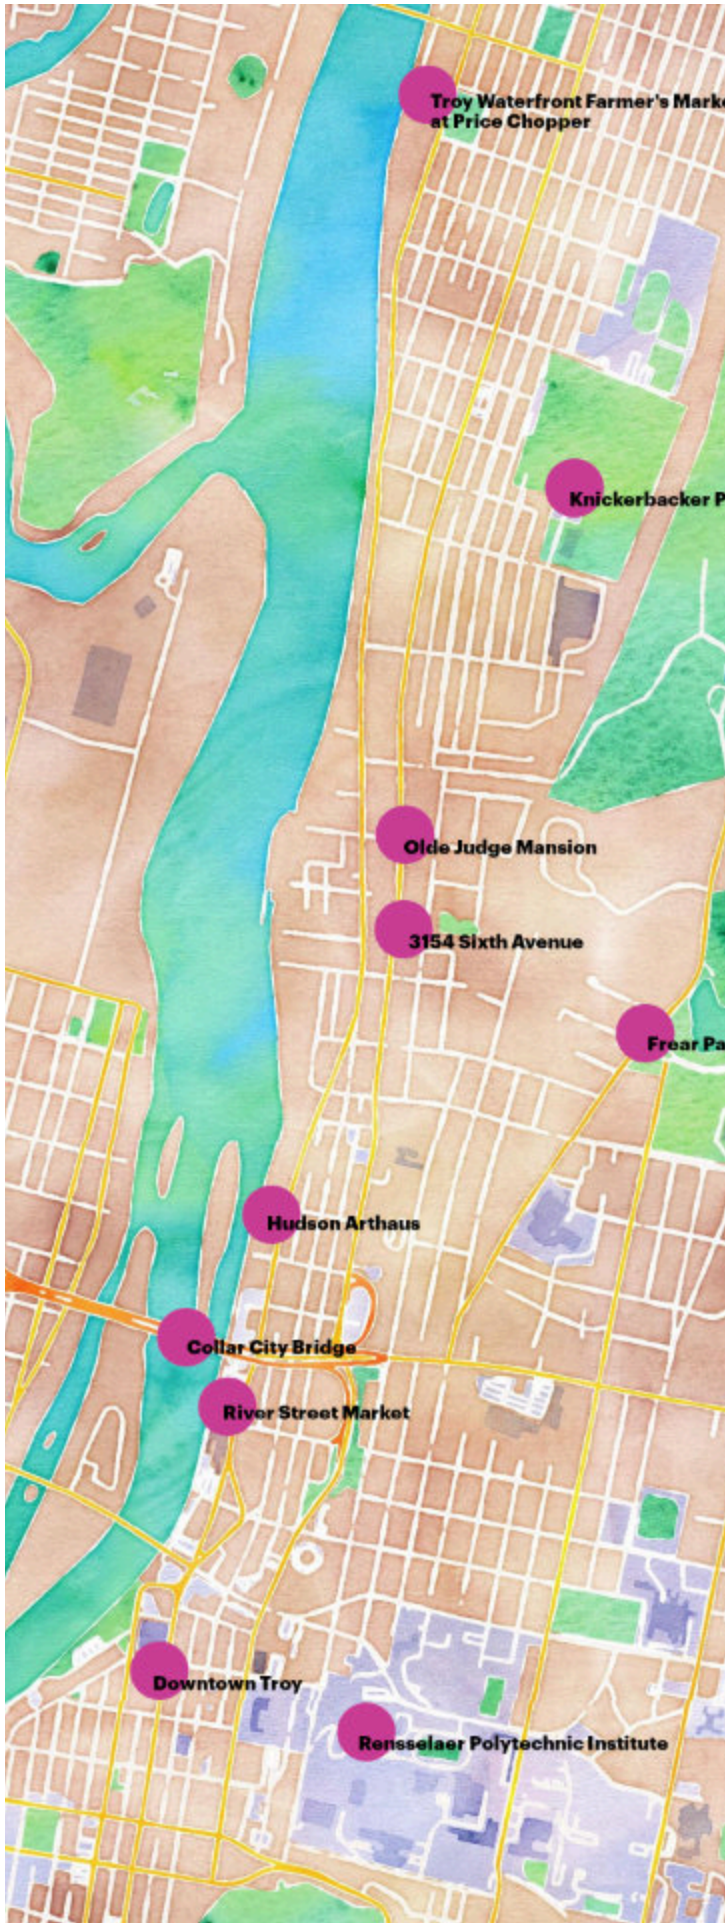 Troy Waterfront Farmer's Marke
at Price Chopper
Knickerbacker P
Olde Judge Mansion
3154 Sixth Avenue
Frear Pa
Hudson Arthaus
Collar City Bridge
River Street Market
Downtown Troy
Rensselaer Polytechnic Institute